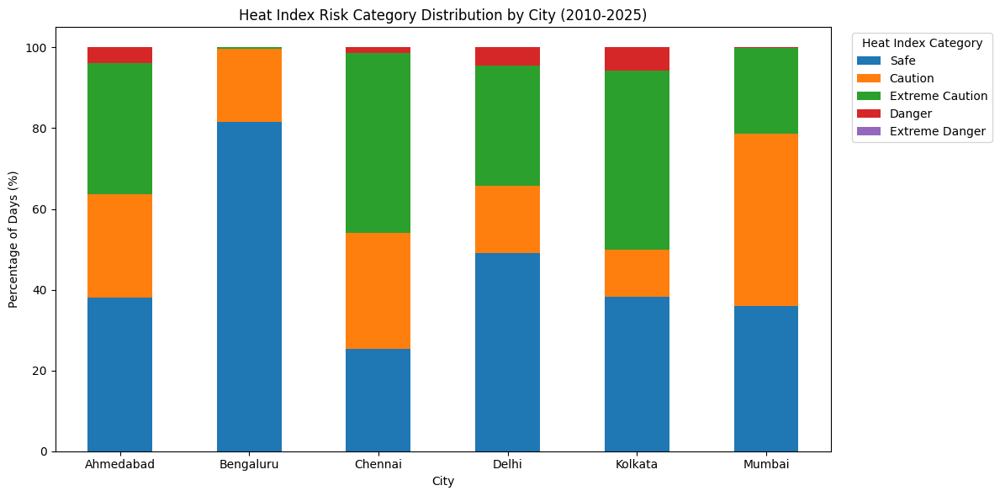 Heat Index Risk Category Distribution by City (2010-2025)
Heat Index Category
Safe
Caution
Extreme Caution
Danger
Extreme Danger
Percentage of Days (%)
100
80
60
40
20
0
Ahmedabad Bengaluru Chennai Delhi Kolkata Mumbai
City